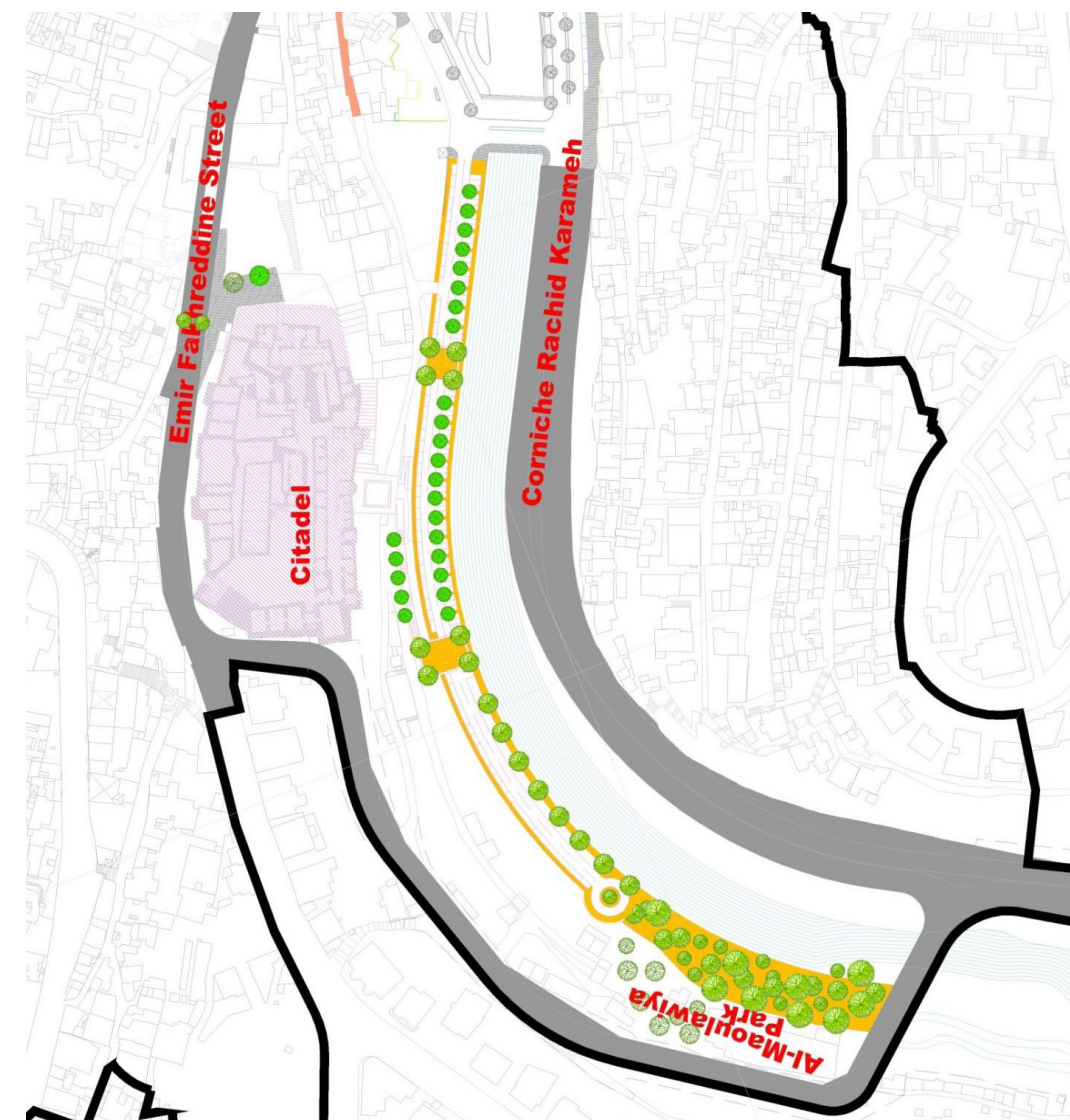 Emir Fakhreddine Street
Corniche Rachid Karameh
Citadel
Al-Maoulawiya
Park